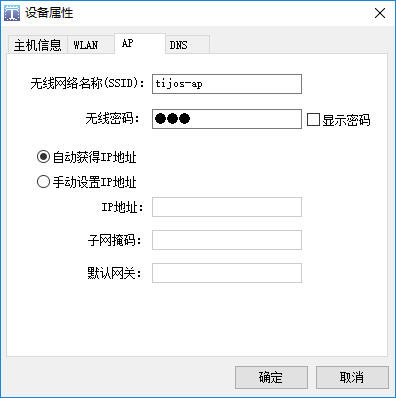 设备属性
主机信息 WLAN AP DNS
无线网络名称(SSID): tijos-ap
无线密码: ●●● 显示密码
自动获得IP地址
手动设置IP地址
IP地址:
子网掩码:
默认网关:
确定 取消